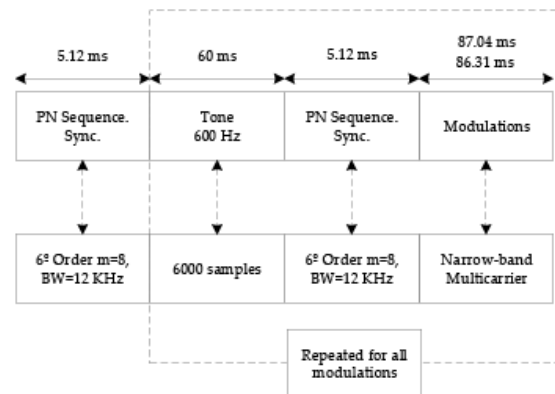 87.04 ms
5.12 ms 60 ms 5.12 ms 86.31 ms
PN Sequence. Tone PN Sequence. Modulations
Sync. 600 Hz Sync.
6º Order m=8, 6000 samples 6º Order m=8, Narrow-band
BW=12 KHz BW=12 KHz Multicarrier
Repeated for all
modulations